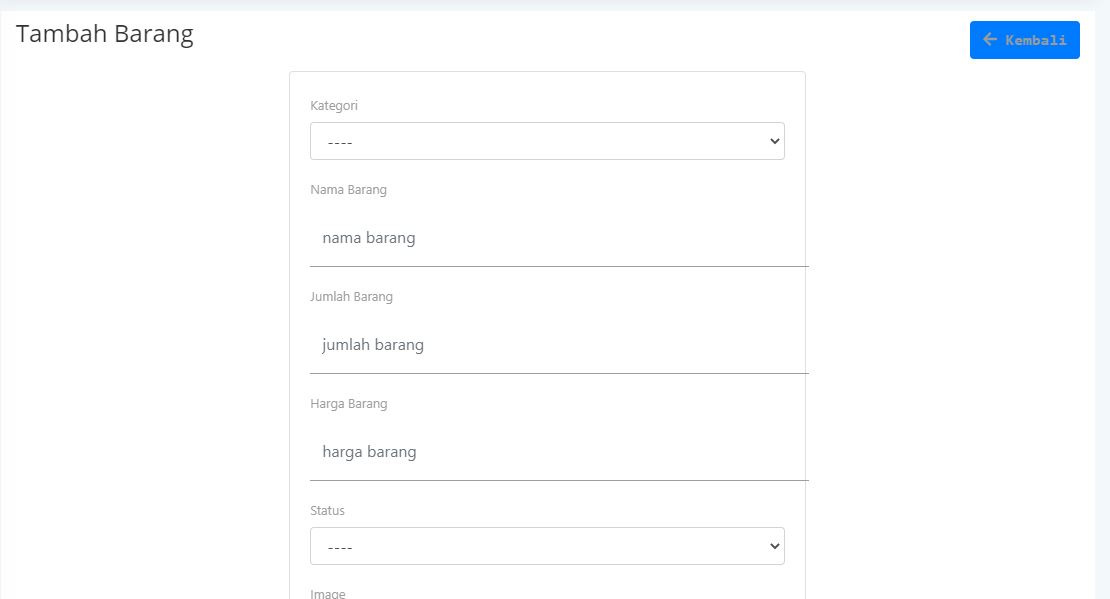 Tambah Barang
Kembali
Kategori
----
Nama Barang
nama barang
Jumlah Barang
jumlah barang
Harga Barang
harga barang
Status
----
Image